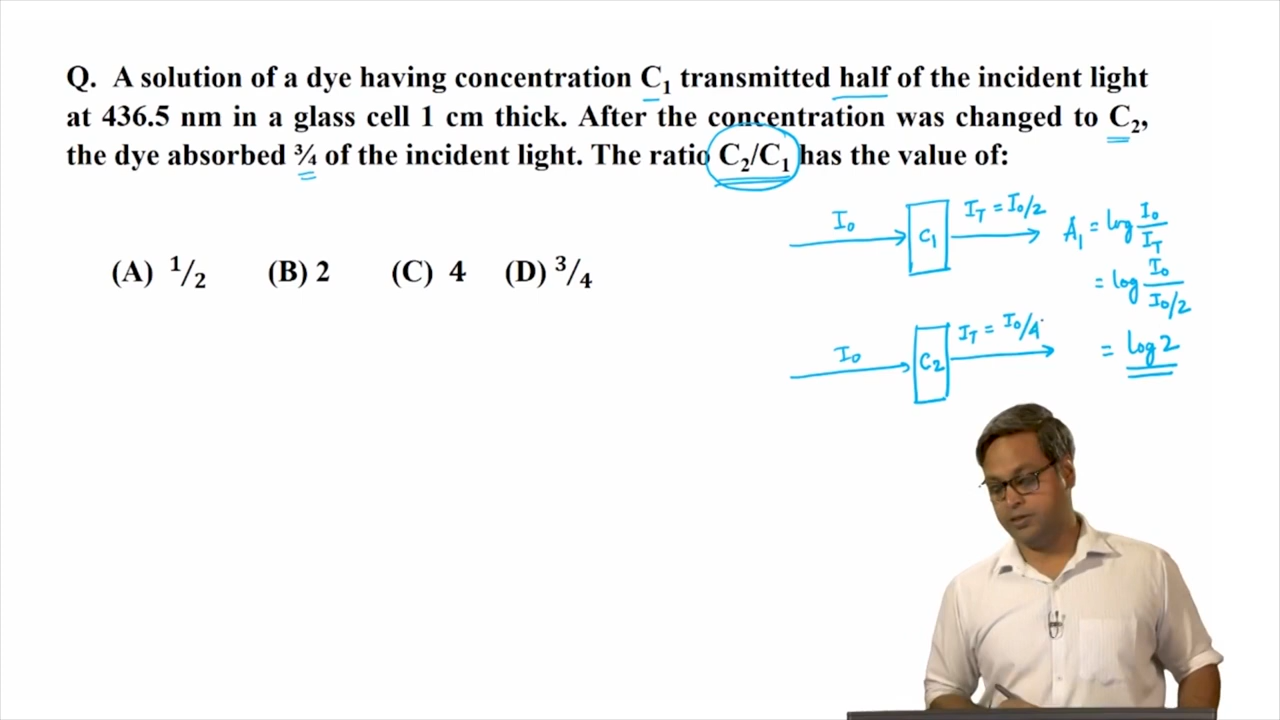 Q. A solution of a dye having concentration C₁ transmitted half of the incident light
at 436.5 nm in a glass cell 1 cm thick. After the concentration was changed to C₂,
the dye absorbed ¾ of the incident light. The ratio C₂/C₁ has the value of:
(A) ¹/₂ (B) 2 (C) 4 (D) ³/₄
I₀ C₁ I_T = I₀/2 A₁ = log I₀/I_T
= log I₀/(I₀/2)
= log 2
I₀ C₂ I_T = I₀/4